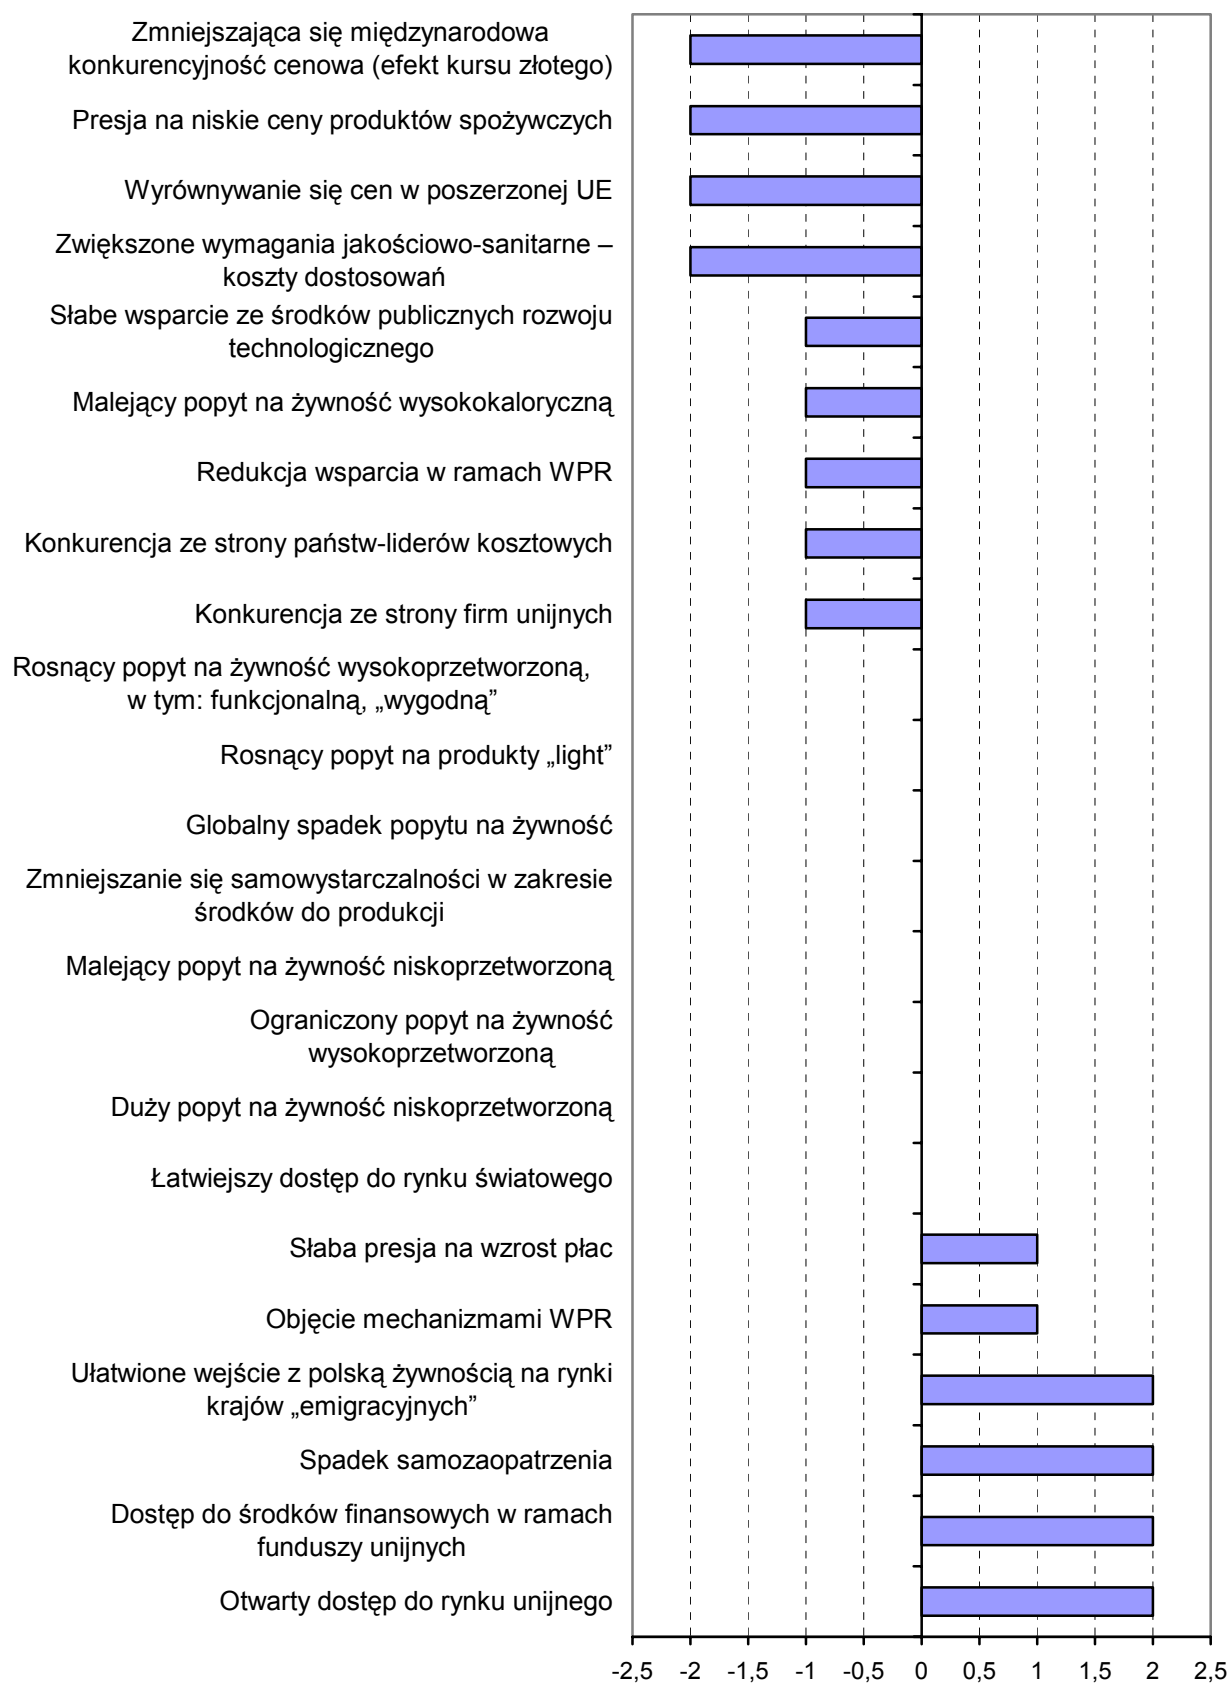 Zmniejszająca się międzynarodowa
konkurencyjność cenowa (efekt kursu złotego)
Presja na niskie ceny produktów spożywczych
Wyrównywanie się cen w poszerzonej UE
Zwiększone wymagania jakościowo-sanitarne –
koszty dostosowań
Słabe wsparcie ze środków publicznych rozwoju
technologicznego
Malejący popyt na żywność wysokokaloryczną
Redukcja wsparcia w ramach WPR
Konkurencja ze strony państw-liderów kosztowych
Konkurencja ze strony firm unijnych
Rosnący popyt na żywność wysokoprzetworzoną,
w tym: funkcjonalną, „wygodną”
Rosnący popyt na produkty „light”
Globalny spadek popytu na żywność
Zmniejszanie się samowystarczalności w zakresie
środków do produkcji
Malejący popyt na żywność niskoprzetworzoną
Ograniczony popyt na żywność
wysokoprzetworzoną
Duży popyt na żywność niskoprzetworzoną
Łatwiejszy dostęp do rynku światowego
Słaba presja na wzrost płac
Objęcie mechanizmami WPR
Ułatwione wejście z polską żywnością na rynki
krajów „emigracyjnych”
Spadek samozaopatrzenia
Dostęp do środków finansowych w ramach
funduszy unijnych
Otwarty dostęp do rynku unijnego
-2,5 -2 -1,5 -1 -0,5 0 0,5 1 1,5 2 2,5